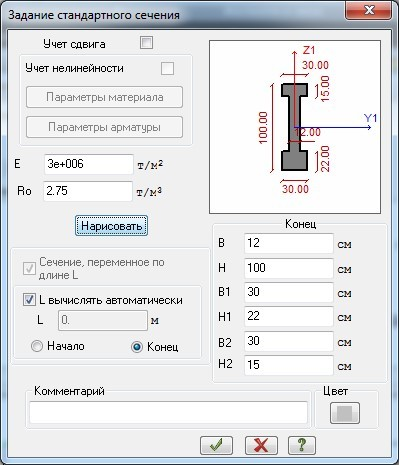 Задание стандартного сечения
Учет сдвига
Учет нелинейности
Параметры материала
Параметры арматуры
E 3e+006 т/м²
Ro 2.75 т/м³
Нарисовать
Z1
30.00
15.00
Y1
100.00
12.00
22.00
30.00
Сечение, переменное по
длине L
L вычислять автоматически
L 0. м
Начало Конец
Конец
B 12 см
H 100 см
B1 30 см
H1 22 см
B2 30 см
H2 15 см
Комментарий
Цвет
?